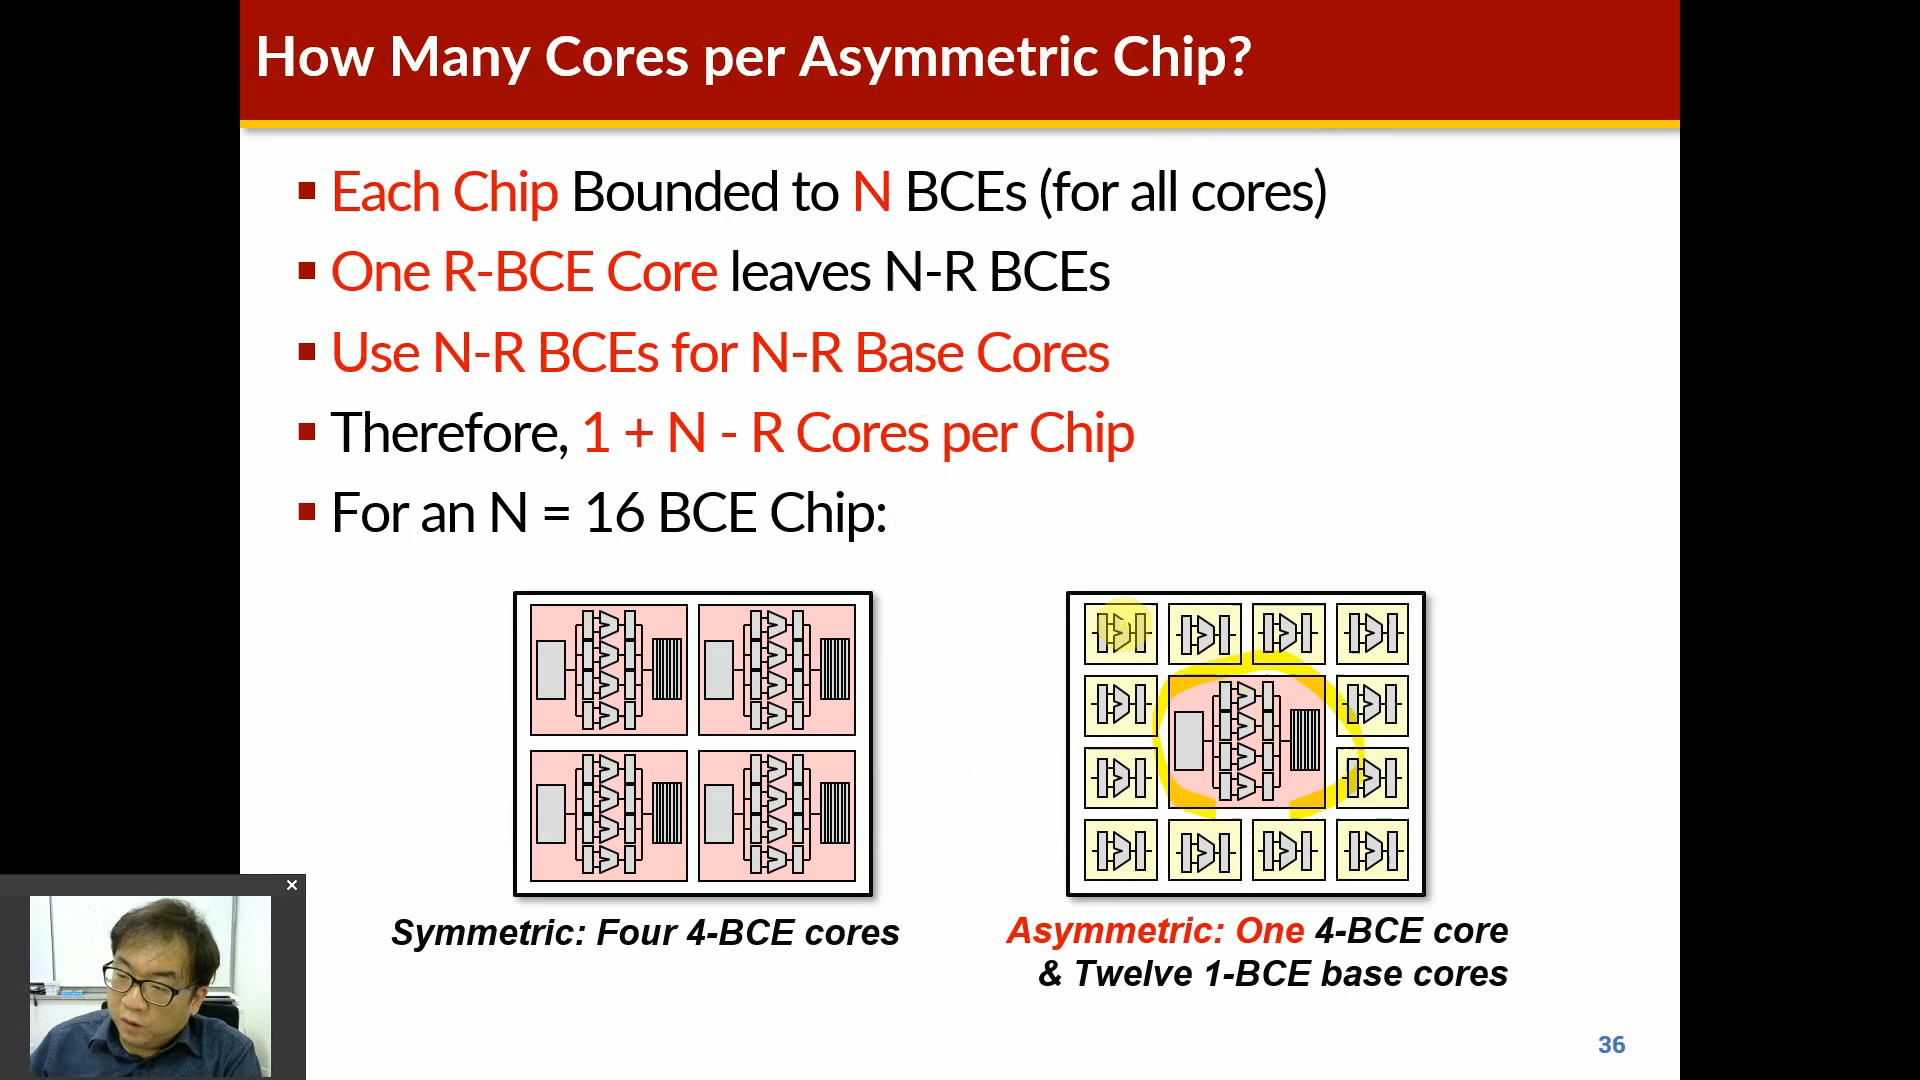 How Many Cores per Asymmetric Chip?
Each Chip Bounded to N BCEs (for all cores)
One R-BCE Core leaves N-R BCEs
Use N-R BCEs for N-R Base Cores
Therefore, 1 + N - R Cores per Chip
For an N = 16 BCE Chip:
Symmetric: Four 4-BCE cores
Asymmetric: One 4-BCE core
& Twelve 1-BCE base cores
36